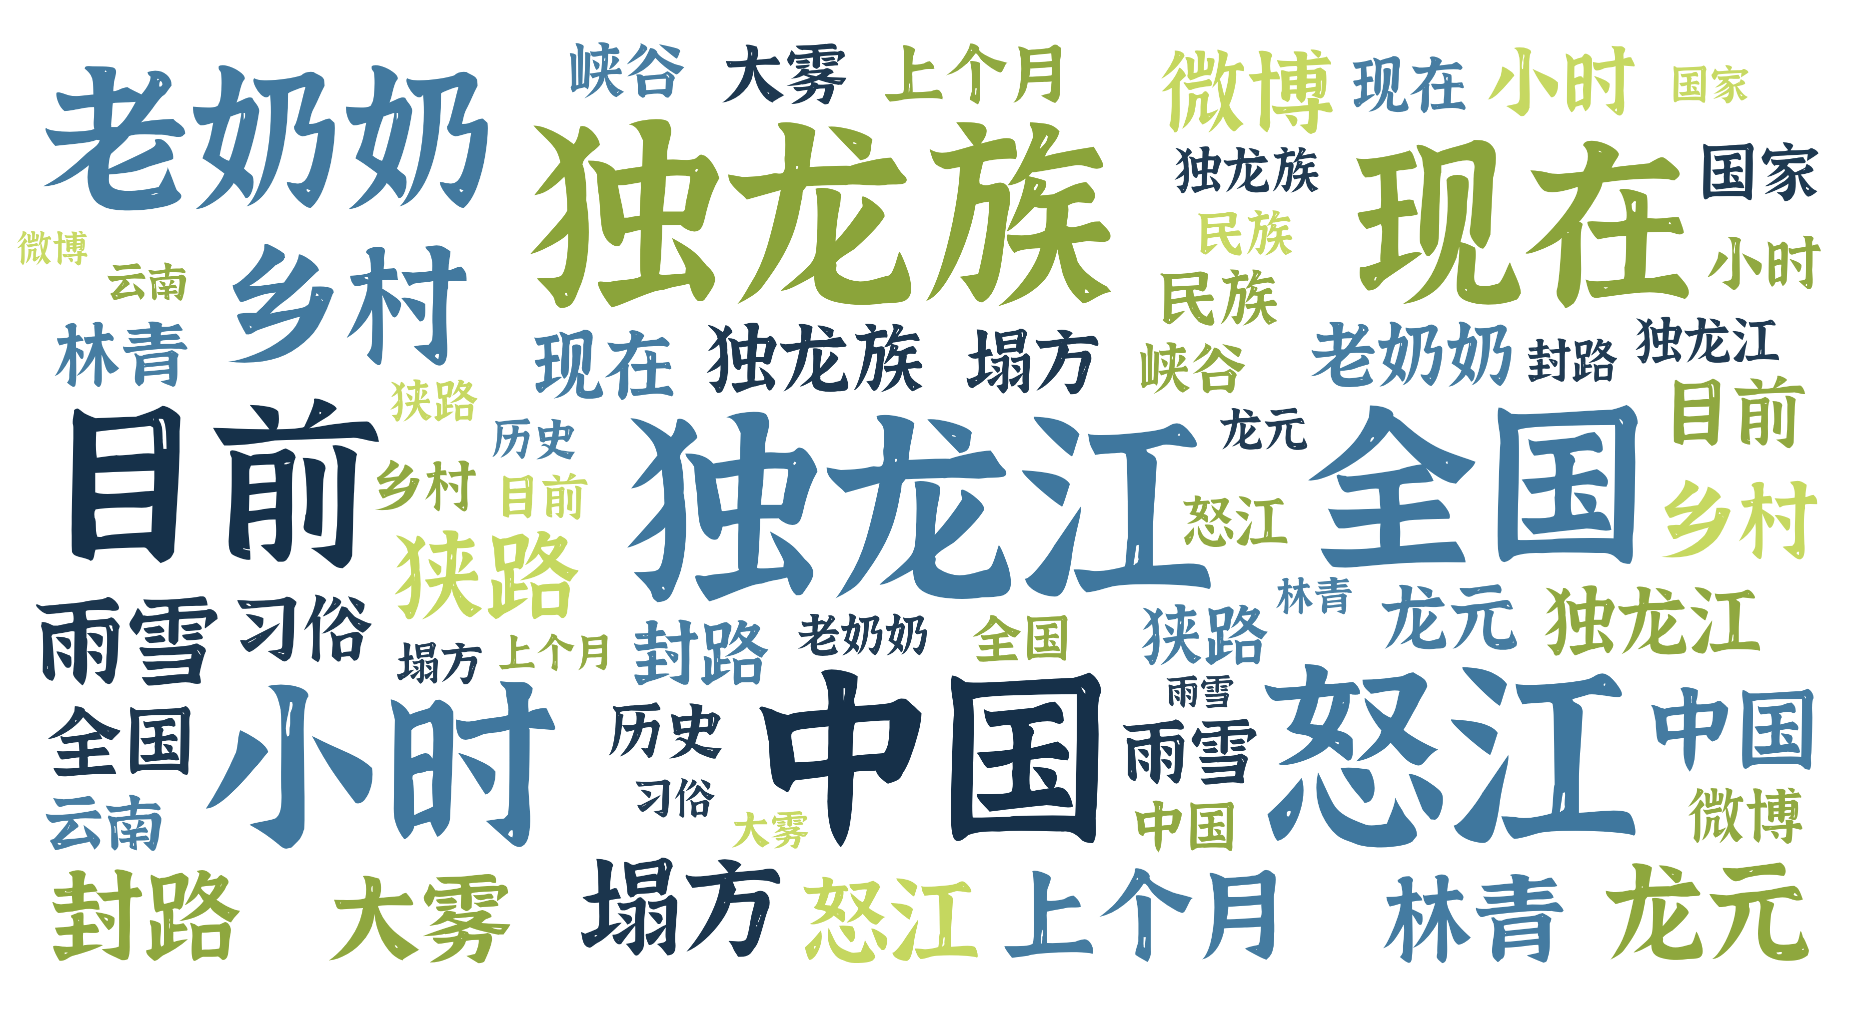 峡谷 大雾 上个月 微博 现在 小时 国家
老奶奶 独龙族 独龙族 现在 国家
微博 云南 乡村 民族 小时
民族
林青 现在 独龙族 塌方 峡谷 老奶奶 封路 独龙江
目前 狭路 历史 独龙江 龙元 全国 目前
乡村 目前 怒江 乡村
狭路
雨雪 习俗 塌方 上个月 封路 老奶奶 全国 狭路 林青 龙元 独龙江
全国 小时 历史 中国 雨雪 怒江 中国
雨雪
云南 习俗 大雾 中国 微博
封路 大雾 塌方 怒江 上个月 林青 龙元